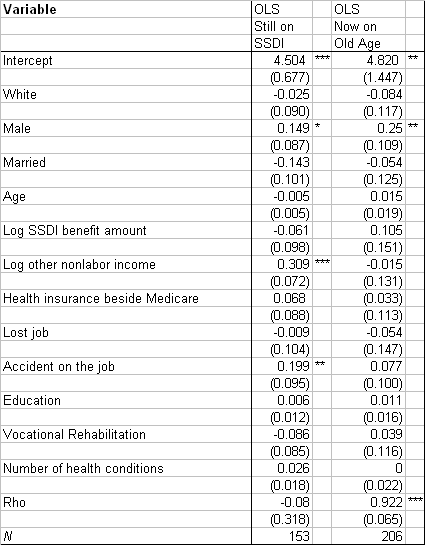 Variable OLS OLS
Still on Now on
SSDI Old Age
Intercept 4.504 *** 4.820 **
(0.677) (1.447)
White -0.025 -0.084
(0.090) (0.117)
Male 0.149 * 0.25 **
(0.087) (0.109)
Married -0.143 -0.054
(0.101) (0.125)
Age -0.005 0.015
(0.005) (0.019)
Log SSDI benefit amount -0.061 0.105
(0.098) (0.151)
Log other nonlabor income 0.309 *** -0.015
(0.072) (0.131)
Health insurance beside Medicare 0.068 (0.033)
(0.088) (0.113)
Lost job -0.009 -0.054
(0.104) (0.147)
Accident on the job 0.199 ** 0.077
(0.095) (0.100)
Education 0.006 0.011
(0.012) (0.016)
Vocational Rehabilitation -0.086 0.039
(0.085) (0.116)
Number of health conditions 0.026 0
(0.018) (0.022)
Rho -0.08 0.922 ***
(0.318) (0.065)
N 153 206